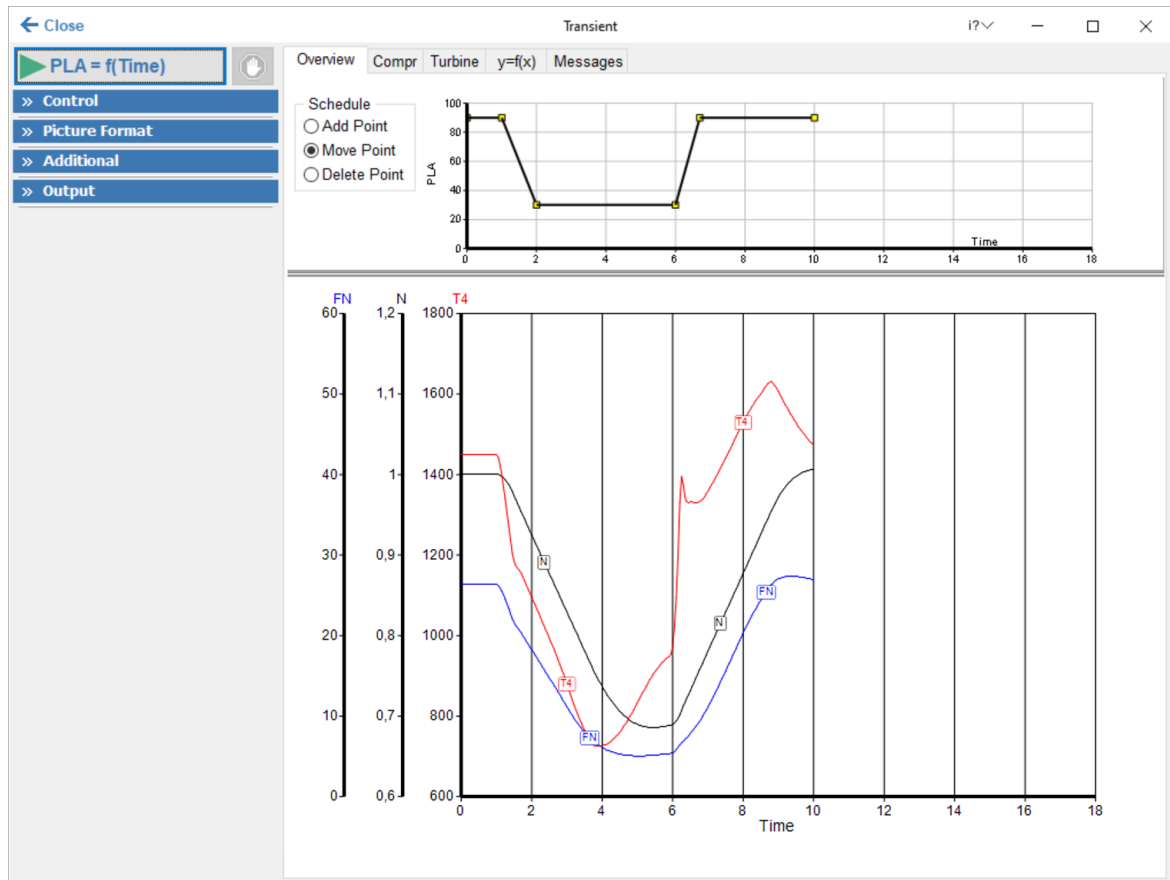 Close
Transient
i?
PLA = f(Time)
» Control
» Picture Format
» Additional
» Output
Overview Compr Turbine y=f(x) Messages
Schedule
Add Point
Move Point
Delete Point
PLA
100
80
60
40
20
0
0 2 4 6 8 10 12 14 16 18
Time
FN N T4
60 1,2 1800
50 1,1 1600
40 1 1400
30 0,9 1200
20 0,8 1000
10 0,7 800
0 0,6 600
T4
N
N
FN
T4
FN
0 2 4 6 8 10 12 14 16 18
Time